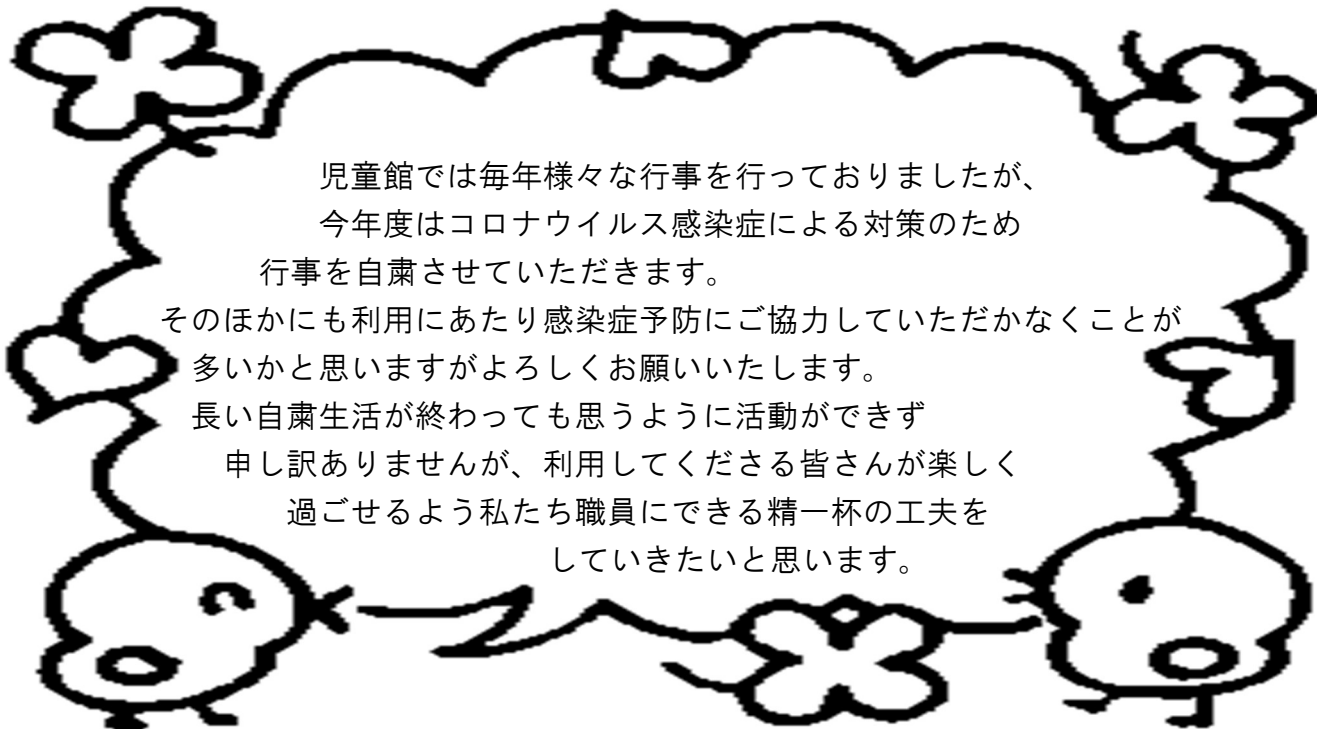 児童館では毎年様々な行事を行っておりましたが、
今年度はコロナウイルス感染症による対策のため
行事を自粛させていただきます。
そのほかにも利用にあたり感染症予防にご協力していただかなくことが
多いかと思いますがよろしくお願いいたします。
長い自粛生活が終わっても思うように活動ができず
申し訳ありませんが、利用してくださる皆さんが楽しく
過ごせるよう私たち職員にできる精一杯の工夫を
していきたいと思います。